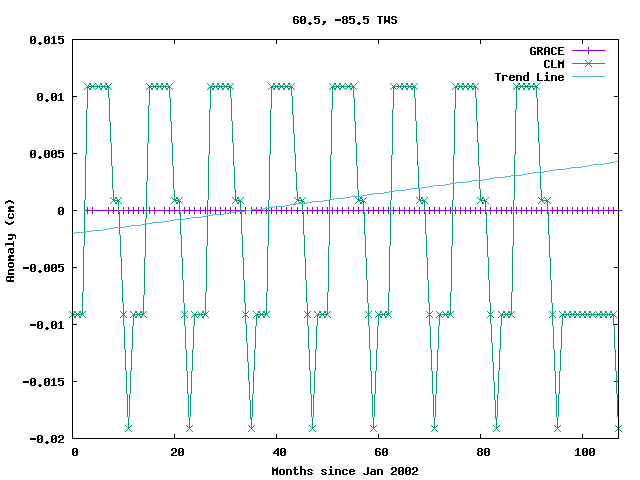 60.5, -85.5 TWS
GRACE
CLM
Trend Line
0.015
0.01
0.005
0
-0.005
-0.01
-0.015
-0.02
Anomaly (cm)
0 20 40 60 80 100
Months since Jan 2002